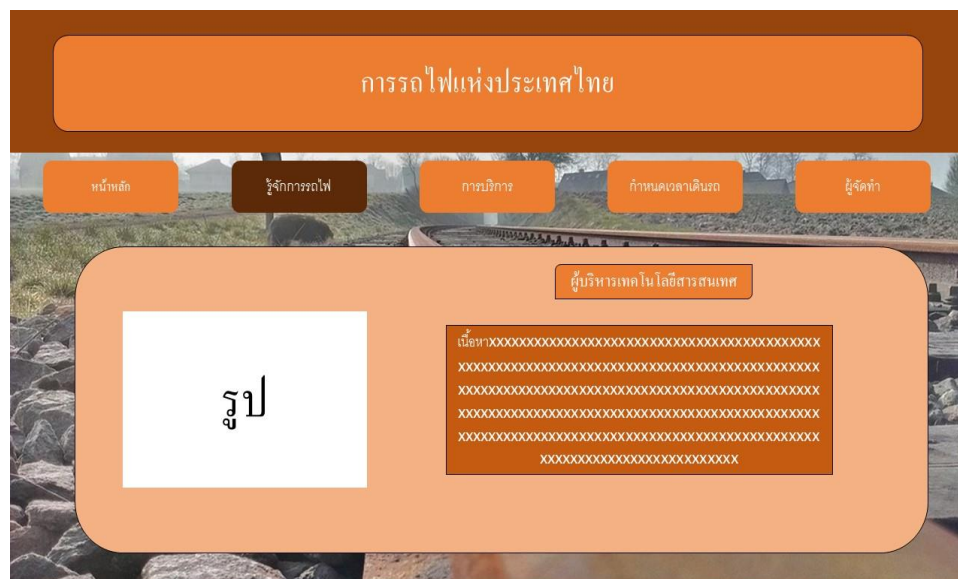 การรถไฟแห่งประเทศไทย
หน้าหลัก
รู้จักการรถไฟ
การบริการ
กำหนดเวลาเดินรถ
ผู้จัดทำ
ผู้บริหารเทคโนโลยีสารสนเทศ
รูป
เนื้อหาxxxxxxxxxxxxxxxxxxxxxxxxxxxxxxxxxxxxxxxxxxxx
xxxxxxxxxxxxxxxxxxxxxxxxxxxxxxxxxxxxxxxxxxxxxxxx
xxxxxxxxxxxxxxxxxxxxxxxxxxxxxxxxxxxxxxxxxxxxxxxx
xxxxxxxxxxxxxxxxxxxxxxxxxxxxxxxxxxxxxxxxxxxxxxxx
xxxxxxxxxxxxxxxxxxxxxxxxxxxxxxxxxxxxxxxxxxxxxxxx
xxxxxxxxxxxxxxxxxxxxxxxxxx